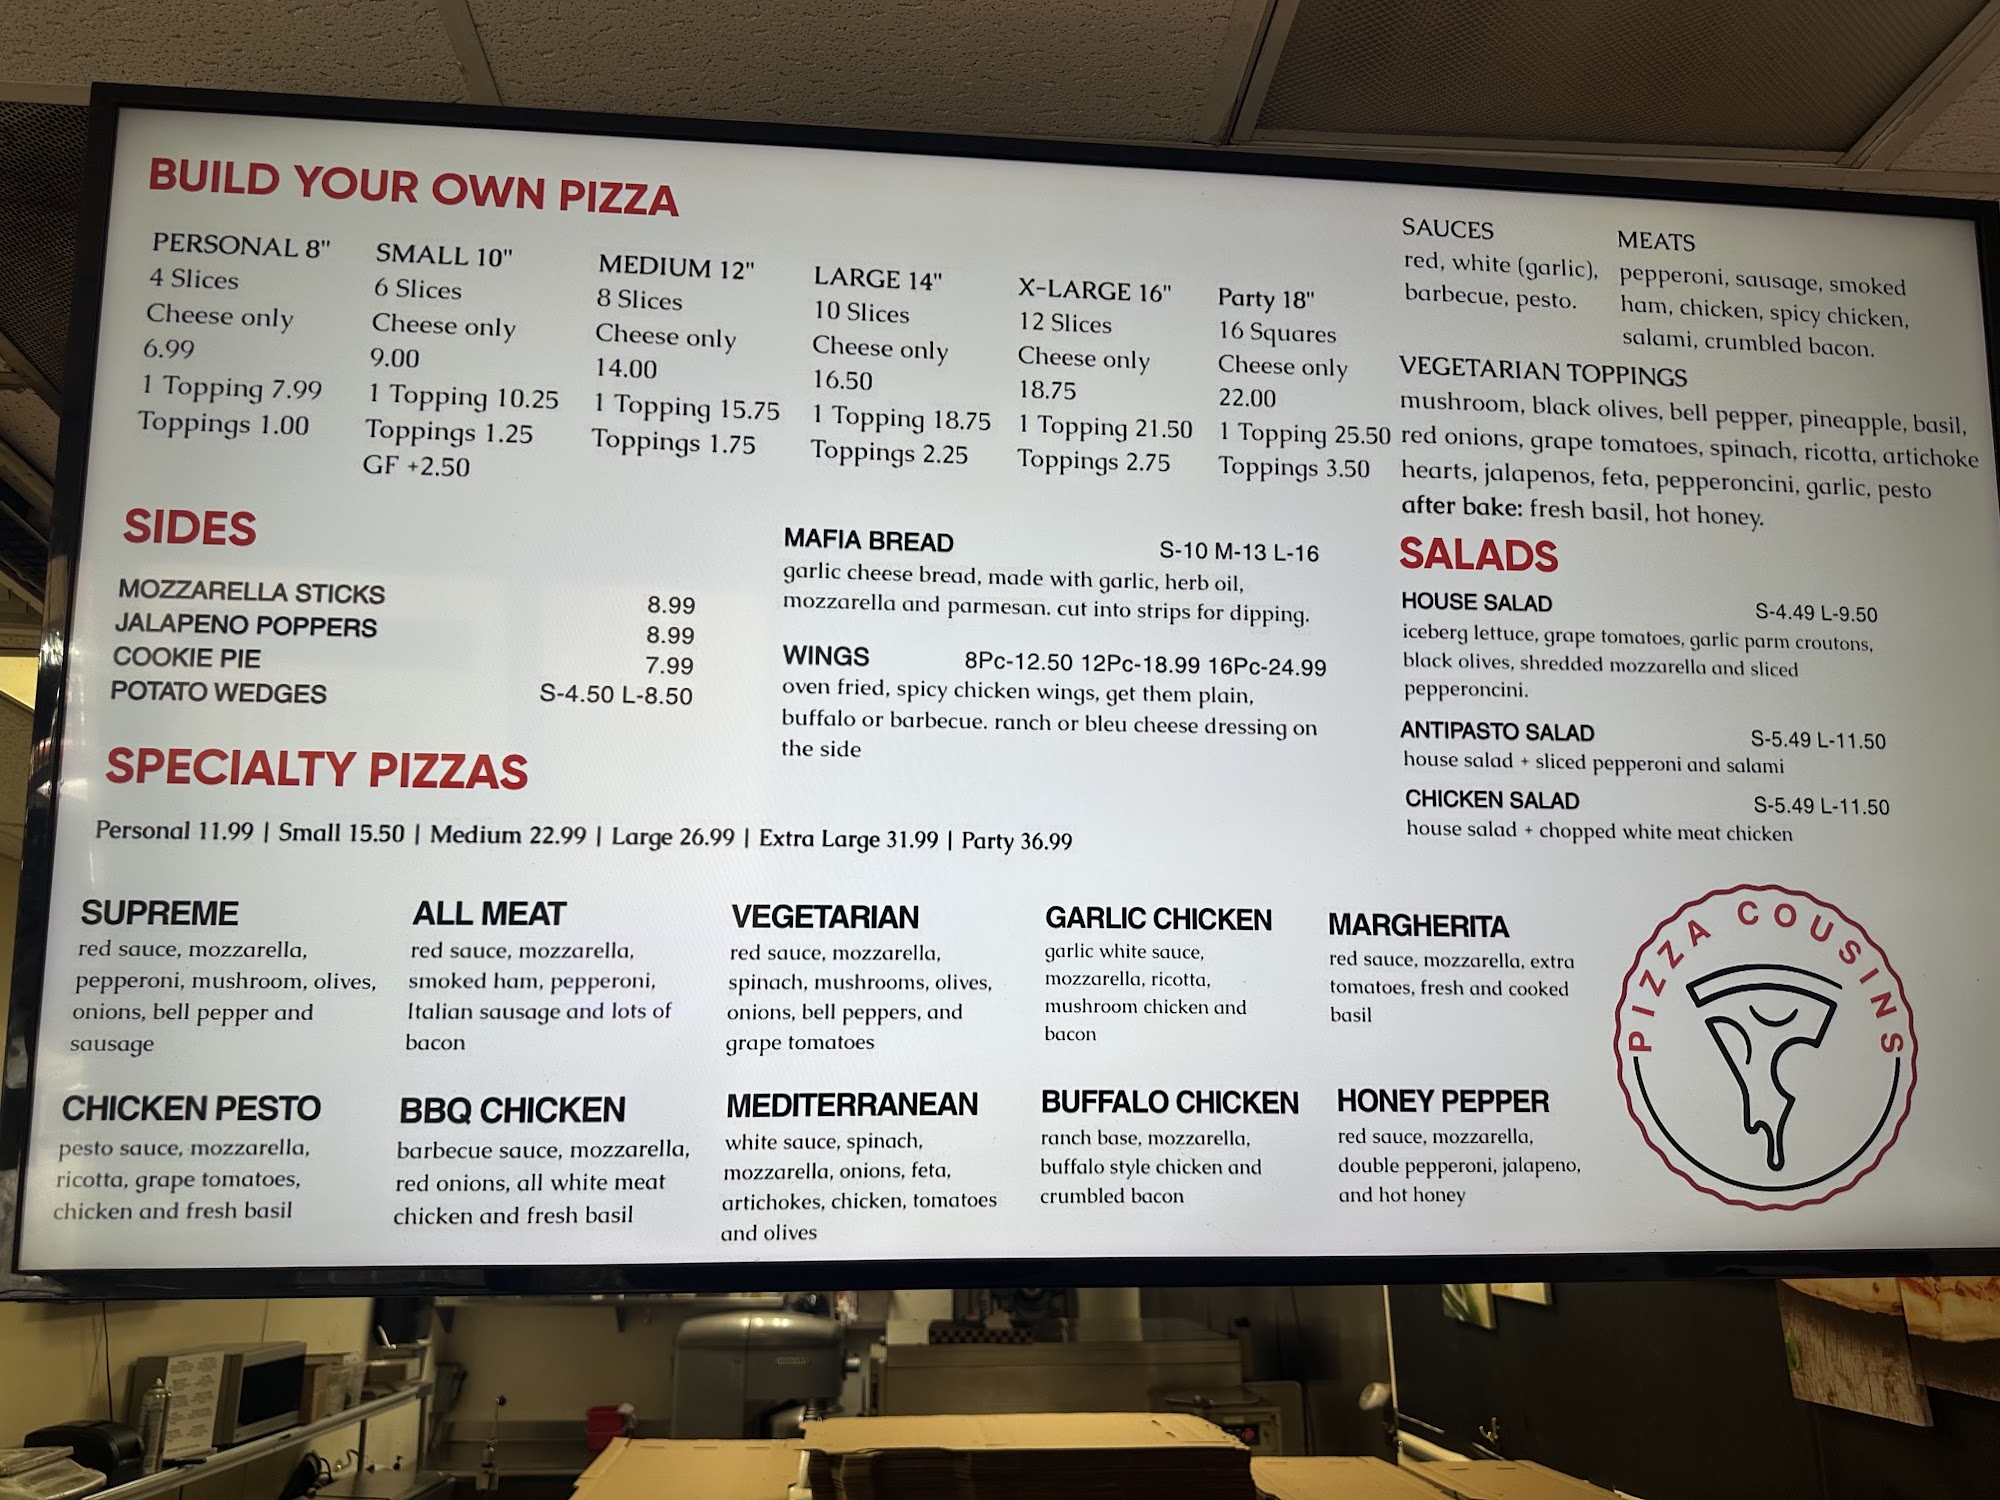 BUILD YOUR OWN PIZZA
PERSONAL 8"
4 Slices
Cheese only
6.99
1 Topping 7.99
Toppings 1.00
SMALL 10"
6 Slices
Cheese only
9.00
1 Topping 10.25
Toppings 1.25
GF +2.50
MEDIUM 12"
8 Slices
Cheese only
14.00
1 Topping 15.75
Toppings 1.75
LARGE 14"
10 Slices
Cheese only
16.50
1 Topping 18.75
Toppings 2.25
X-LARGE 16"
12 Slices
Cheese only
18.75
1 Topping 21.50
Toppings 2.75
Party 18"
16 Squares
Cheese only
22.00
1 Topping 25.50
Toppings 3.50
SAUCES
red, white (garlic),
barbecue, pesto.
MEATS
pepperoni, sausage, smoked
ham, chicken, spicy chicken,
salami, crumbled bacon.
VEGETARIAN TOPPINGS
mushroom, black olives, bell pepper, pineapple, basil,
red onions, grape tomatoes, spinach, ricotta, artichoke
hearts, jalapenos, feta, pepperoncini, garlic, pesto
after bake: fresh basil, hot honey.
SIDES
MOZZARELLA STICKS 8.99
JALAPENO POPPERS 8.99
COOKIE PIE 7.99
POTATO WEDGES S-4.50 L-8.50
MAFIA BREAD S-10 M-13 L-16
garlic cheese bread, made with garlic, herb oil,
mozzarella and parmesan. cut into strips for dipping.
WINGS 8Pc-12.50 12Pc-18.99 16Pc-24.99
oven fried, spicy chicken wings, get them plain,
buffalo or barbecue. ranch or bleu cheese dressing on
the side
SALADS
HOUSE SALAD S-4.49 L-9.50
iceberg lettuce, grape tomatoes, garlic parm croutons,
black olives, shredded mozzarella and sliced
pepperoncini.
ANTIPASTO SALAD S-5.49 L-11.50
house salad + sliced pepperoni and salami
CHICKEN SALAD S-5.49 L-11.50
house salad + chopped white meat chicken
SPECIALTY PIZZAS
Personal 11.99 | Small 15.50 | Medium 22.99 | Large 26.99 | Extra Large 31.99 | Party 36.99
SUPREME
red sauce, mozzarella,
pepperoni, mushroom, olives,
onions, bell pepper and
sausage
ALL MEAT
red sauce, mozzarella,
smoked ham, pepperoni,
Italian sausage and lots of
bacon
VEGETARIAN
red sauce, mozzarella,
spinach, mushrooms, olives,
onions, bell peppers, and
grape tomatoes
GARLIC CHICKEN
garlic white sauce,
mozzarella, ricotta,
mushroom chicken and
bacon
MARGHERITA
red sauce, mozzarella, extra
tomatoes, fresh and cooked
basil
CHICKEN PESTO
pesto sauce, mozzarella,
ricotta, grape tomatoes,
chicken and fresh basil
BBQ CHICKEN
barbecue sauce, mozzarella,
red onions, all white meat
chicken and fresh basil
MEDITERRANEAN
white sauce, spinach,
mozzarella, onions, feta,
artichokes, chicken, tomatoes
and olives
BUFFALO CHICKEN
ranch base, mozzarella,
buffalo style chicken and
crumbled bacon
HONEY PEPPER
red sauce, mozzarella,
double pepperoni, jalapeno,
and hot honey
PIZZA COUSINS